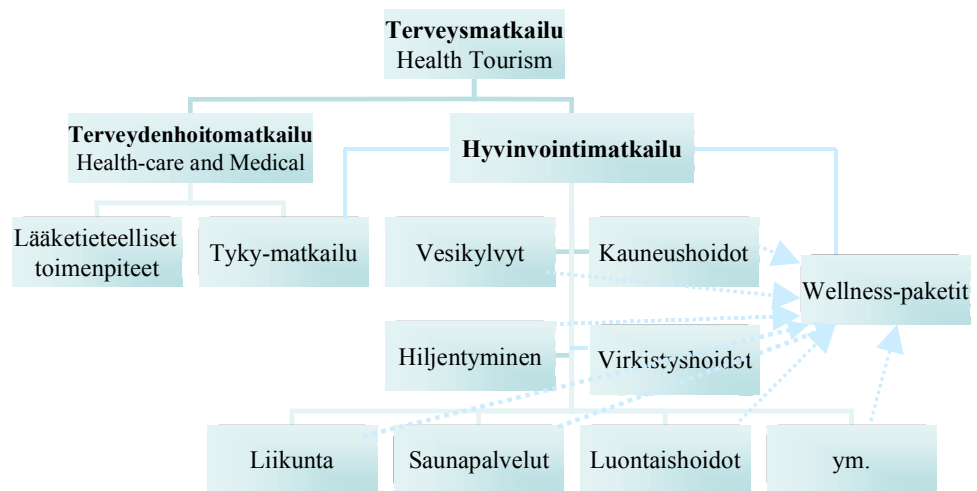 Terveysmatkailu
Health Tourism
Terveydenhoitomatkailu
Health-care and Medical
Hyvinvointimatkailu
Lääketieteelliset
toimenpiteet
Tyky-matkailu
Vesikylvyt
Kauneushoidot
Wellness-paketit
Hiljentyminen
Virkistyshoidot
Liikunta
Saunapalvelut
Luontaishoidot
ym.